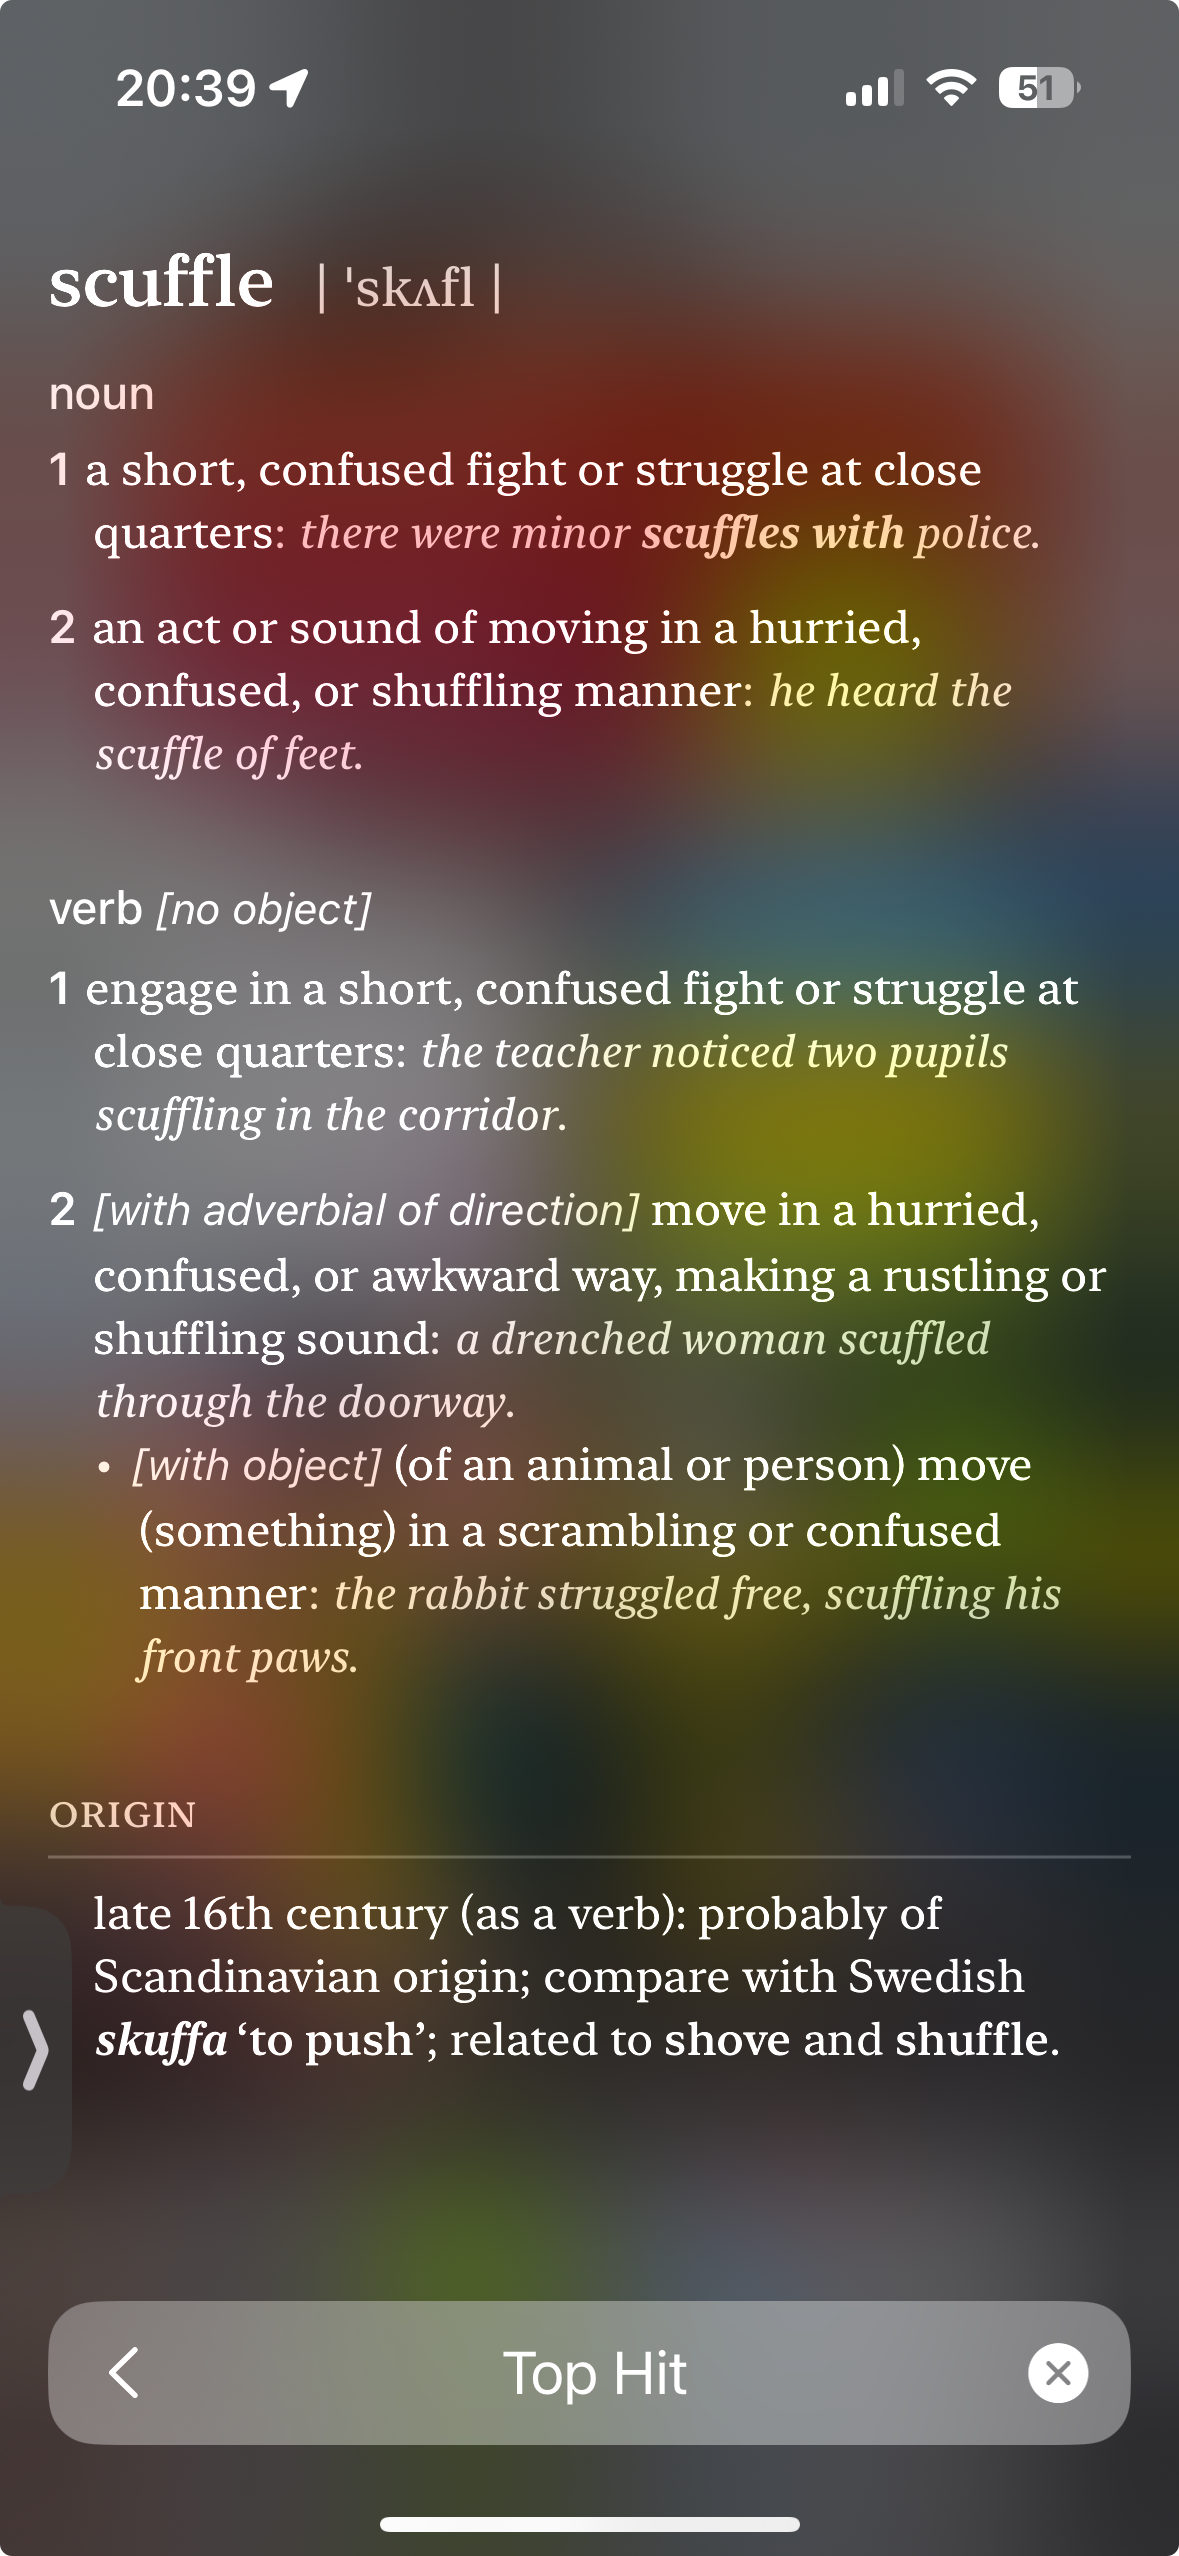 20:39
51
scuffle | ˈskʌfl |
noun
1 a short, confused fight or struggle at close
quarters: there were minor scuffles with police.
2 an act or sound of moving in a hurried,
confused, or shuffling manner: he heard the
scuffle of feet.
verb [no object]
1 engage in a short, confused fight or struggle at
close quarters: the teacher noticed two pupils
scuffling in the corridor.
2 [with adverbial of direction] move in a hurried,
confused, or awkward way, making a rustling or
shuffling sound: a drenched woman scuffled
through the doorway.
• [with object] (of an animal or person) move
(something) in a scrambling or confused
manner: the rabbit struggled free, scuffling his
front paws.
ORIGIN
late 16th century (as a verb): probably of
Scandinavian origin; compare with Swedish
skuffa ‘to push’; related to shove and shuffle.
Top Hit